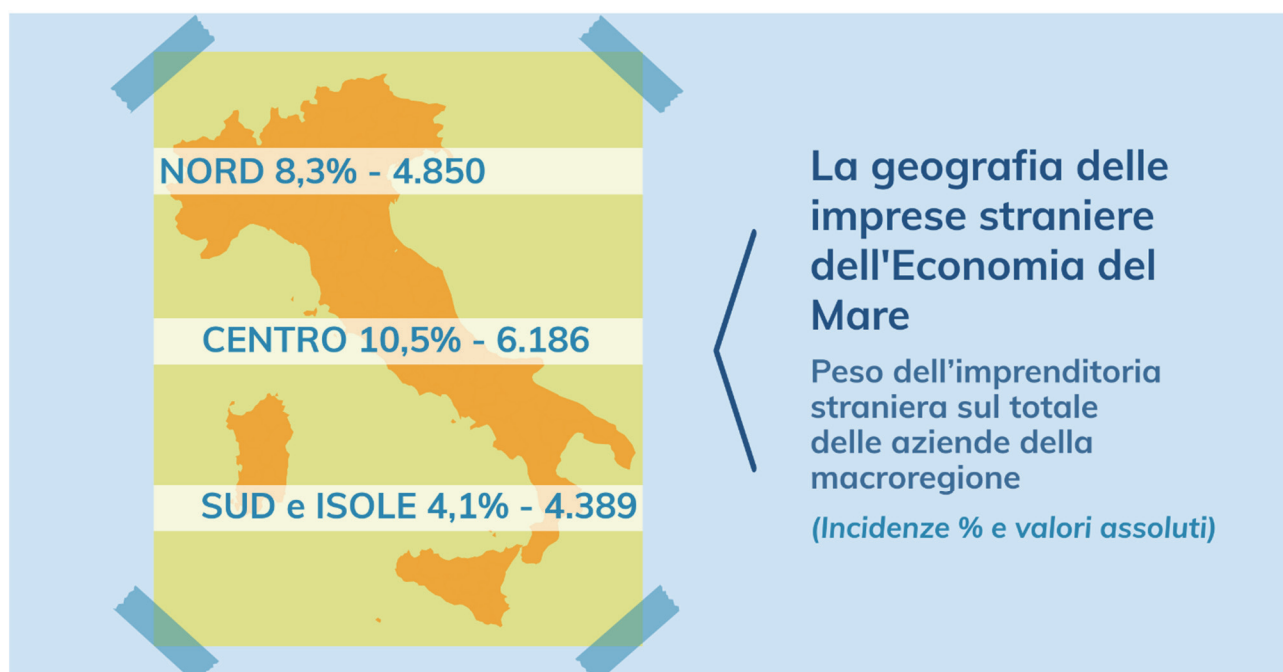 NORD 8,3% - 4.850
CENTRO 10,5% - 6.186
SUD e ISOLE 4,1% - 4.389
La geografia delle
imprese straniere
dell'Economia del
Mare
Peso dell’imprenditoria
straniera sul totale
delle aziende della
macroregione
(Incidenze % e valori assoluti)